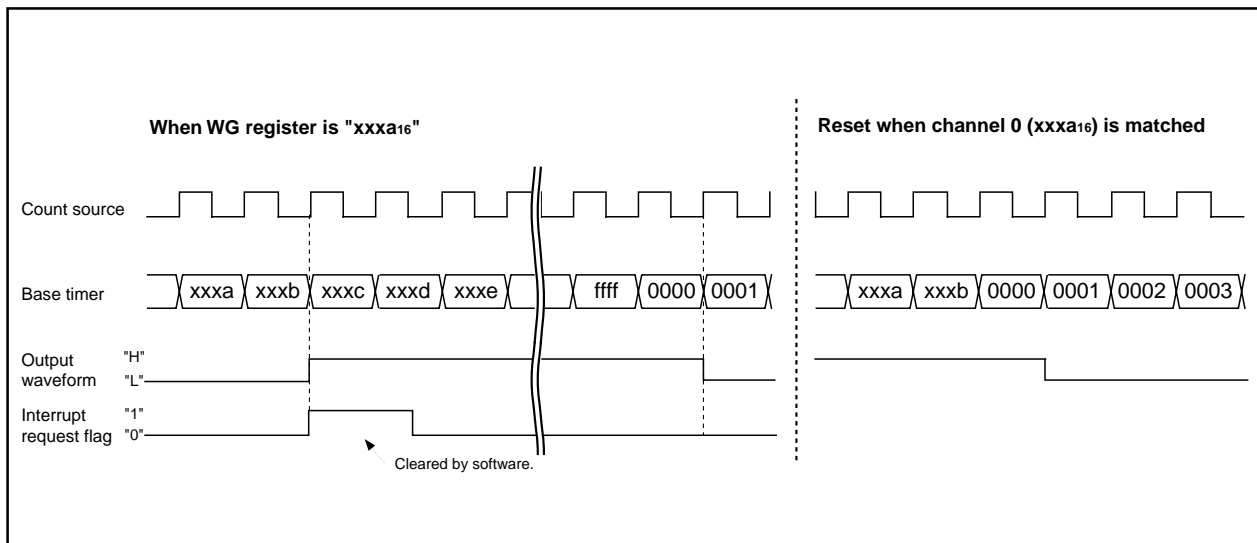 When WG register is "xxxa₁₆"
Reset when channel 0 (xxxa₁₆) is matched
Count source
Base timer
xxxa xxxb xxxc xxxd xxxe ffff 0000 0001
xxxa xxxb 0000 0001 0002 0003
Output "H"
waveform "L"
Interrupt "1"
request flag "0"
Cleared by software.